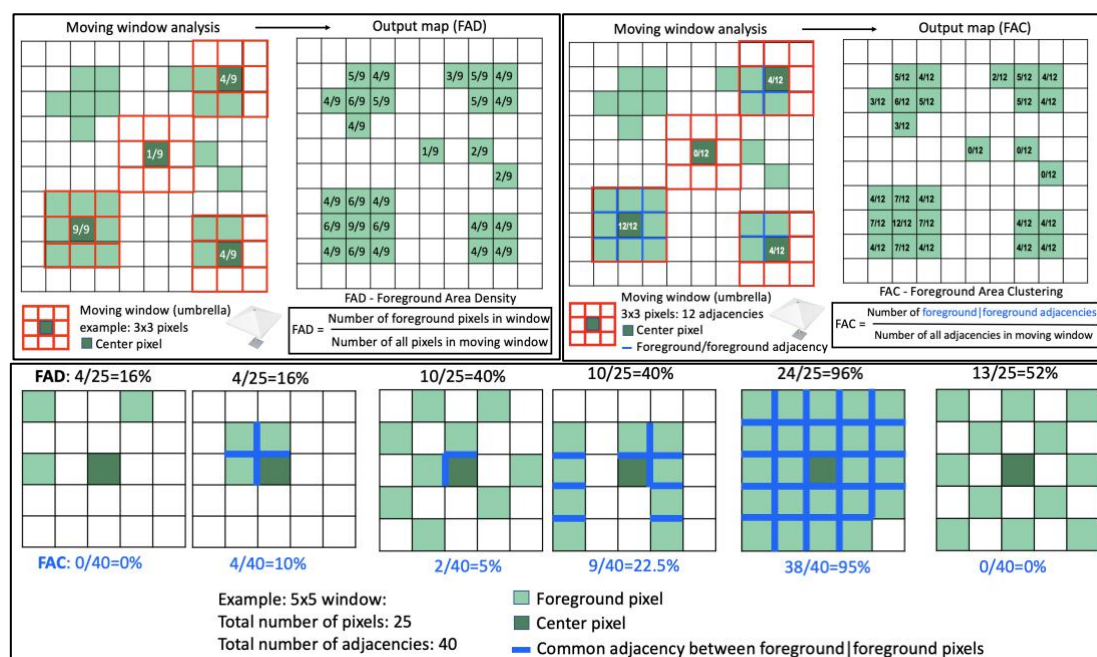 Moving window analysis
Output map (FAD)
4/9
1/9
9/9
4/9
5/9 4/9 3/9 5/9 4/9
4/9 6/9 5/9 5/9 4/9
4/9
1/9 2/9
2/9
4/9 6/9 4/9
6/9 9/9 6/9 4/9 4/9
4/9 6/9 4/9 4/9 4/9
Moving window (umbrella)
example: 3x3 pixels
Center pixel
FAD - Foreground Area Density
FAD = Number of foreground pixels in window
Number of all pixels in moving window
Moving window analysis
Output map (FAC)
4/12
0/12
12/12
4/12
5/12 4/12 2/12 5/12 4/12
3/12 6/12 5/12 5/12 4/12
3/12
0/12 0/12
0/12
4/12 7/12 4/12
7/12 12/12 7/12 4/12 4/12
4/12 7/12 4/12 4/12 4/12
Moving window (umbrella)
3x3 pixels: 12 adjacencies
Center pixel
Foreground/foreground adjacency
FAC - Foreground Area Clustering
FAC = Number of foreground|foreground adjacencies
Number of all adjacencies in moving window
FAD: 4/25=16% 4/25=16% 10/25=40% 10/25=40% 24/25=96% 13/25=52%
FAC: 0/40=0% 4/40=10% 2/40=5% 9/40=22.5% 38/40=95% 0/40=0%
Example: 5x5 window:
Total number of pixels: 25
Total number of adjacencies: 40
Foreground pixel
Center pixel
Common adjacency between foreground|foreground pixels